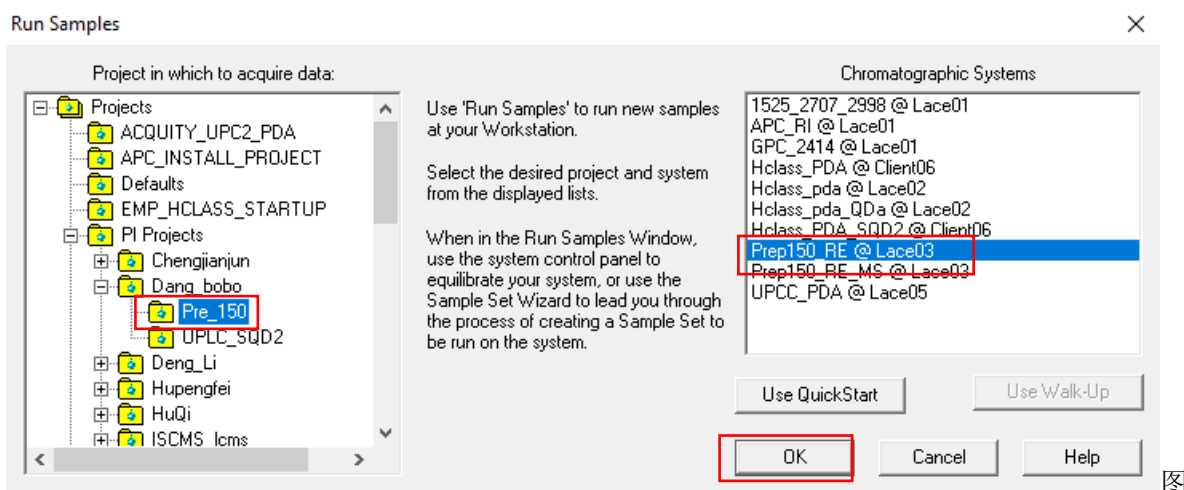 Run Samples
Project in which to acquire data:
Projects
ACQUITY_UPC2_PDA
APC_INSTALL_PROJECT
Defaults
EMP_HCLASS_STARTUP
PI Projects
Chengjianjun
Dang_bobo
Pre_150
UPLC_SQD2
Deng_Li
Hupengfei
HuQi
ISCMS_lcms
Use 'Run Samples' to run new samples
at your Workstation.
Select the desired project and system
from the displayed lists.
When in the Run Samples Window,
use the system control panel to
equilibrate your system, or use the
Sample Set Wizard to lead you through
the process of creating a Sample Set to
be run on the system.
Chromatographic Systems
1525_2707_2998 @ Lace01
APC_RI @ Lace01
GPC_2414 @ Lace01
Hclass_PDA @ Client06
Hclass_pda @ Lace02
Hclass_pda_QDa @ Lace02
Hclass_PDA_SQD2 @ Client06
Prep150_RE @ Lace03
Prep150_RE_MS @ Lace03
UPCC_PDA @ Lace05
Use QuickStart
Use Walk-Up
OK
Cancel
Help
图